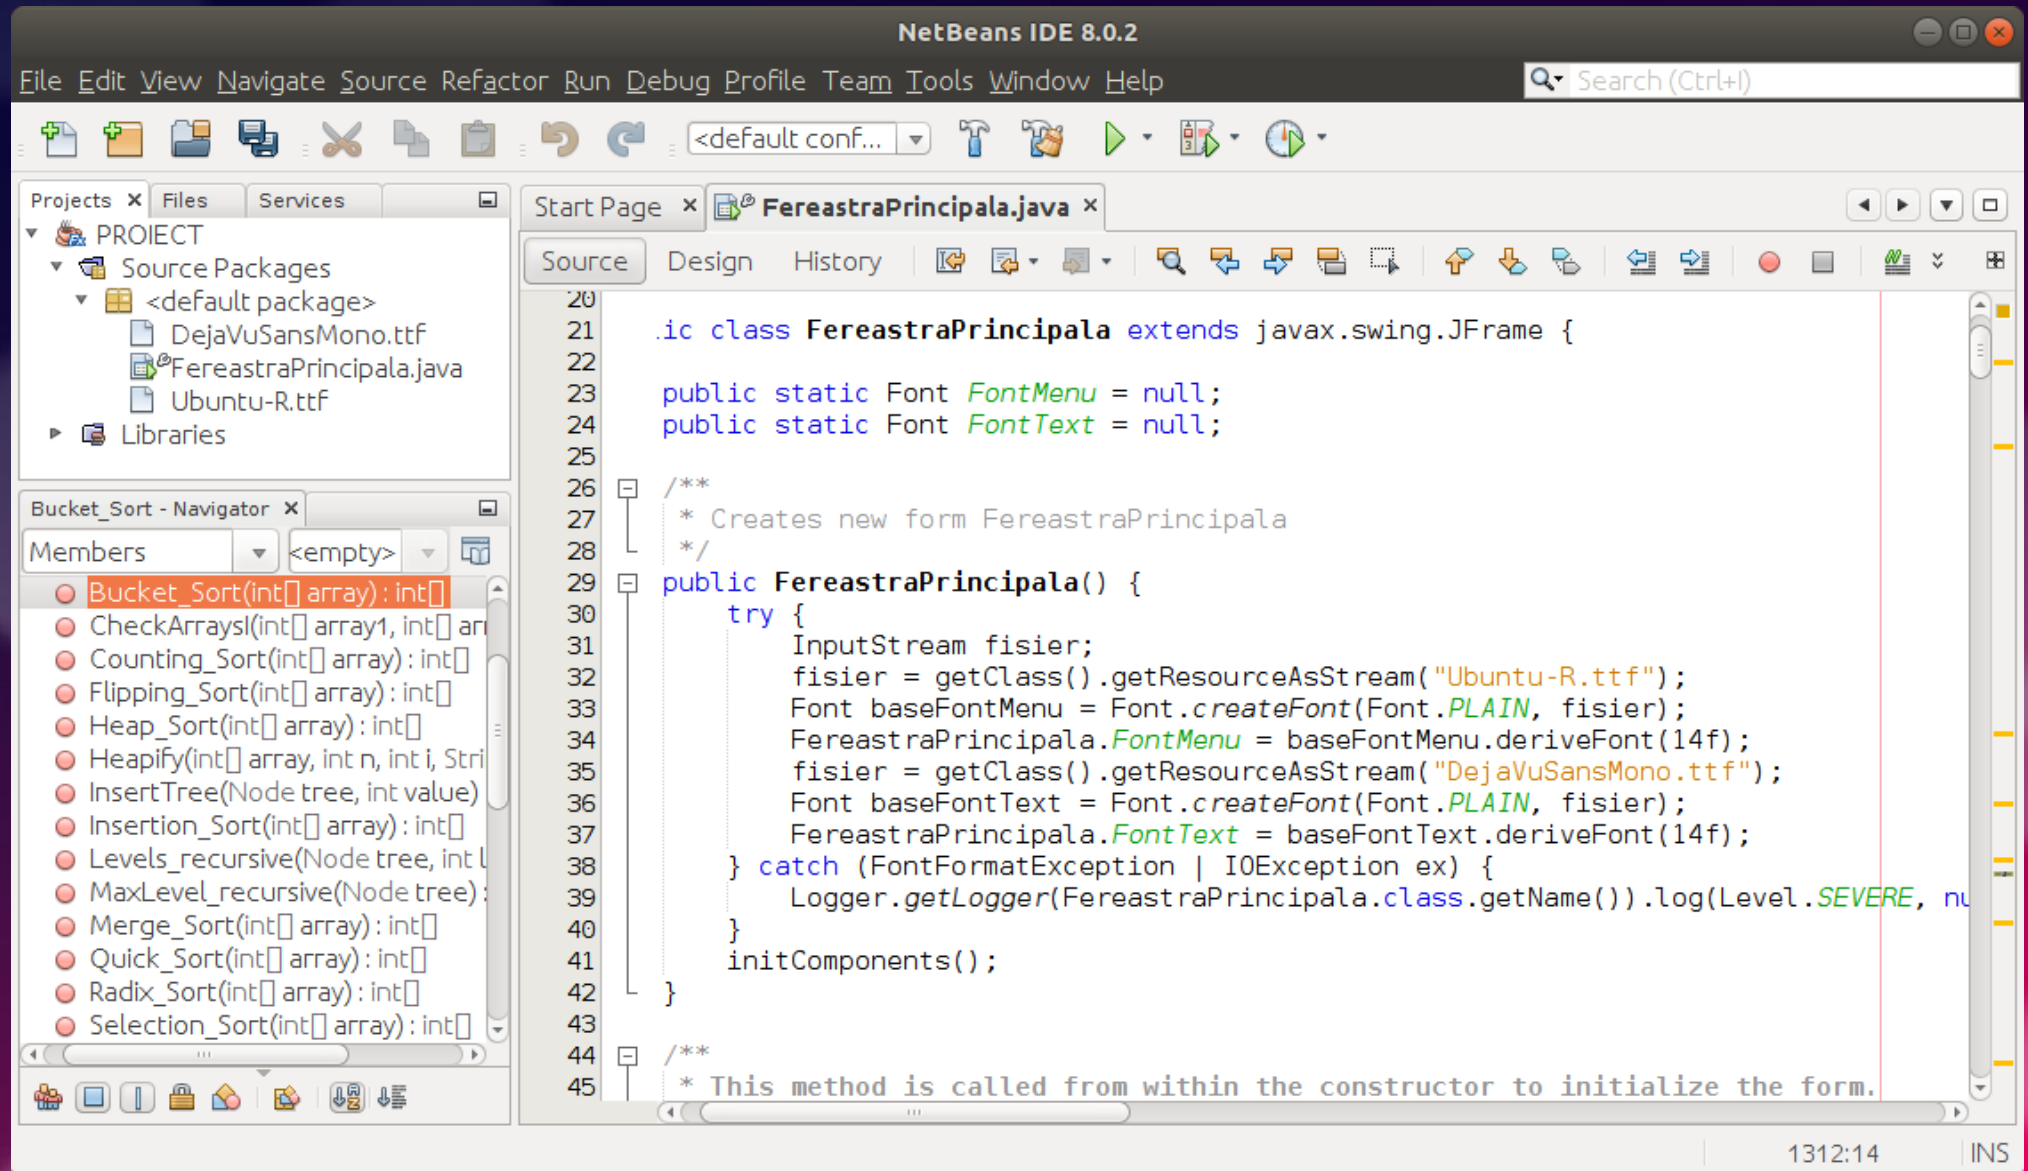 NetBeans IDE 8.0.2
File Edit View Navigate Source Refactor Run Debug Profile Team Tools Window Help
Search (Ctrl+I)
<default conf...
Projects Files Services
PROIECT
Source Packages
<default package>
DejaVuSansMono.ttf
FereastraPrincipala.java
Ubuntu-R.ttf
Libraries
Bucket_Sort - Navigator
Members <empty>
Bucket_Sort(int[] array) : int[]
CheckArraysI(int[] array1, int[] arr
Counting_Sort(int[] array) : int[]
Flipping_Sort(int[] array) : int[]
Heap_Sort(int[] array) : int[]
Heapify(int[] array, int n, int i, Stri
InsertTree(Node tree, int value)
Insertion_Sort(int[] array) : int[]
Levels_recursive(Node tree, int l
MaxLevel_recursive(Node tree) :
Merge_Sort(int[] array) : int[]
Quick_Sort(int[] array) : int[]
Radix_Sort(int[] array) : int[]
Selection_Sort(int[] array) : int[]
Start Page FereastraPrincipala.java
Source Design History
20
21 .ic class FereastraPrincipala extends javax.swing.JFrame {
22
23 public static Font FontMenu = null;
24 public static Font FontText = null;
25
26 /**
27 * Creates new form FereastraPrincipala
28 */
29 public FereastraPrincipala() {
30 try {
31 InputStream fisier;
32 fisier = getClass().getResourceAsStream("Ubuntu-R.ttf");
33 Font baseFontMenu = Font.createFont(Font.PLAIN, fisier);
34 FereastraPrincipala.FontMenu = baseFontMenu.deriveFont(14f);
35 fisier = getClass().getResourceAsStream("DejaVuSansMono.ttf");
36 Font baseFontText = Font.createFont(Font.PLAIN, fisier);
37 FereastraPrincipala.FontText = baseFontText.deriveFont(14f);
38 } catch (FontFormatException | IOException ex) {
39 Logger.getLogger(FereastraPrincipala.class.getName()).log(Level.SEVERE, nu
40 }
41 initComponents();
42 }
43
44 /**
45 * This method is called from within the constructor to initialize the form.
1312:14 INS